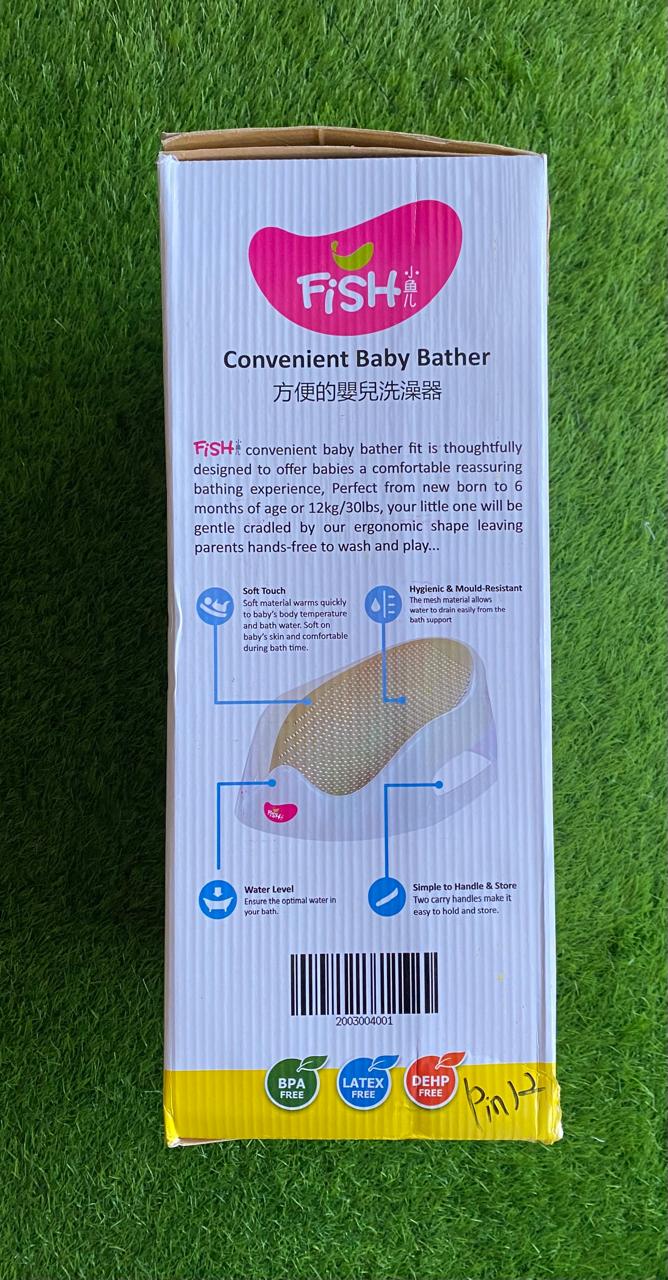 FiSH 小鱼儿
Convenient Baby Bather
方便的嬰兒洗澡器
FiSH 小鱼儿 convenient baby bather fit is thoughtfully
designed to offer babies a comfortable reassuring
bathing experience, Perfect from new born to 6
months of age or 12kg/30lbs, your little one will be
gentle cradled by our ergonomic shape leaving
parents hands-free to wash and play...
Soft Touch
Soft material warms quickly
to baby's body temperature
and bath water. Soft on
baby's skin and comfortable
during bath time.
Hygienic & Mould-Resistant
The mesh material allows
water to drain easily from the
bath support
FiSH
Water Level
Ensure the optimal water in
your bath.
Simple to Handle & Store
Two carry handles make it
easy to hold and store.
2003004001
BPA
FREE
LATEX
FREE
DEHP
FREE
Pink